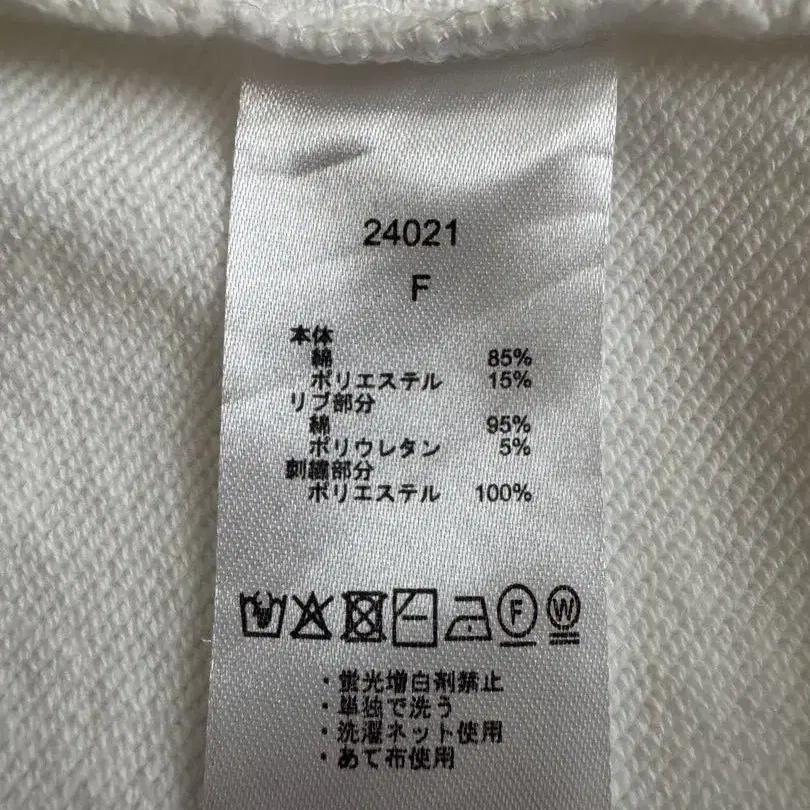 24021
F
本体
綿 85%
ポリエステル 15%
リブ部分
綿 95%
ポリウレタン 5%
刺繍部分
ポリエステル 100%
F W
・蛍光増白剤禁止
・単独で洗う
・洗濯ネット使用
・あて布使用